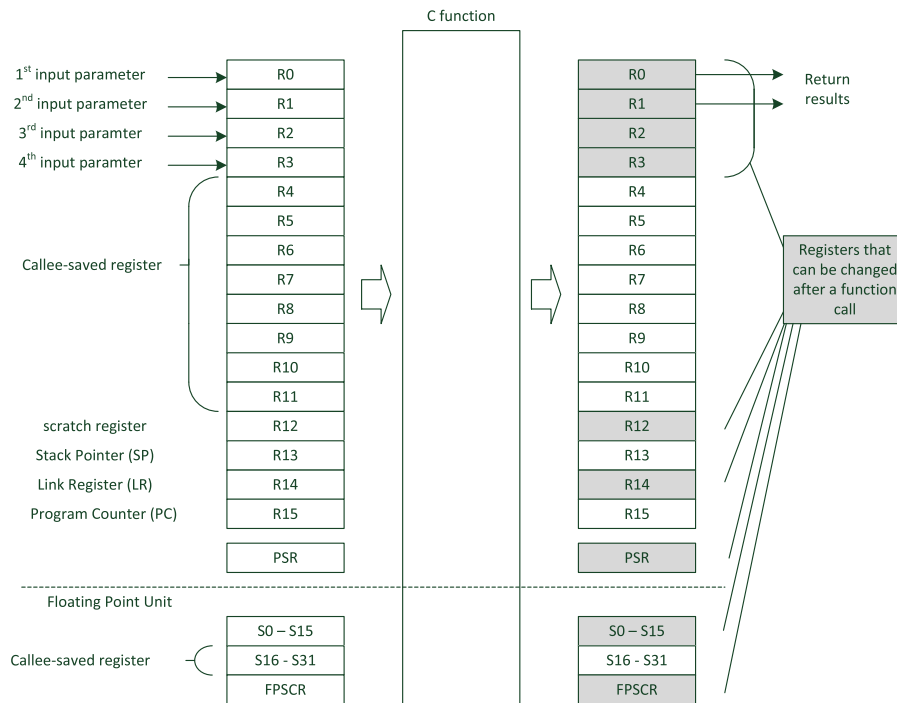 C function
1st input parameter
R0
R0
2nd input parameter
R1
R1
Return
results
3rd input paramter
R2
R2
4th input paramter
R3
R3
R4
R4
R5
R5
R6
R6
Callee-saved register
R7
R7
R8
R8
R9
R9
R10
R10
R11
R11
Registers that
can be changed
after a function
call
scratch register
R12
R12
Stack Pointer (SP)
R13
R13
Link Register (LR)
R14
R14
Program Counter (PC)
R15
R15
PSR
PSR
Floating Point Unit
S0 – S15
S0 – S15
Callee-saved register
S16 - S31
S16 - S31
FPSCR
FPSCR